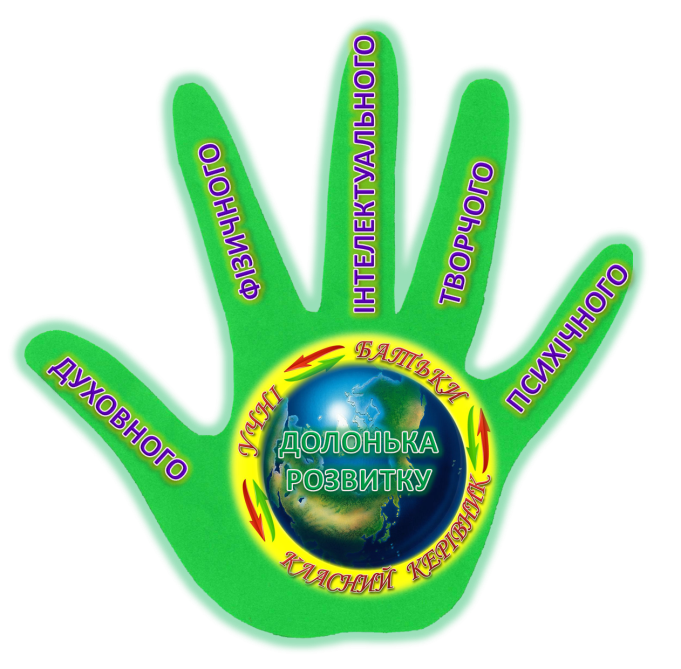 ДУХОВНОГО
ФІЗИЧНОГО
ІНТЕЛЕКТУАЛЬНОГО
ТВОРЧОГО
ПСИХІЧНОГО
УЧНІ
БАТЬКИ
КЛАСНИЙ КЕРІВНИК
ДОЛОНЬКА
РОЗВИТКУ